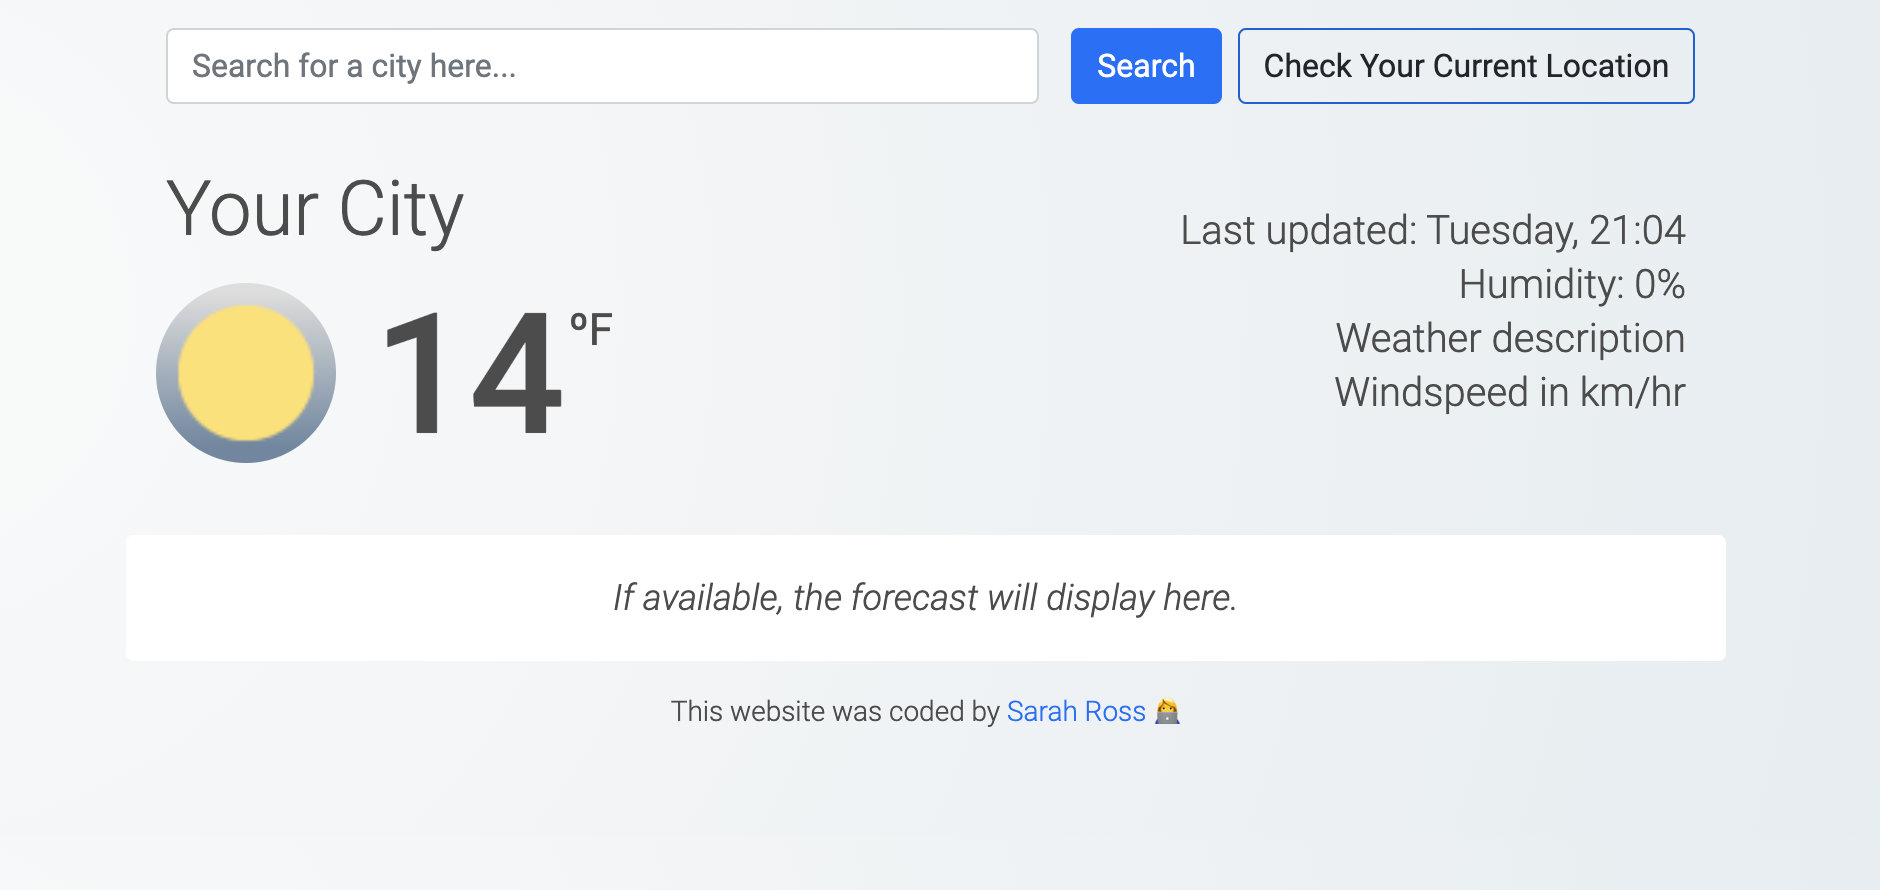 Search for a city here...
Search
Check Your Current Location
Your City
14 ºF
Last updated: Tuesday, 21:04
Humidity: 0%
Weather description
Windspeed in km/hr
If available, the forecast will display here.
This website was coded by Sarah Ross 👩‍💻